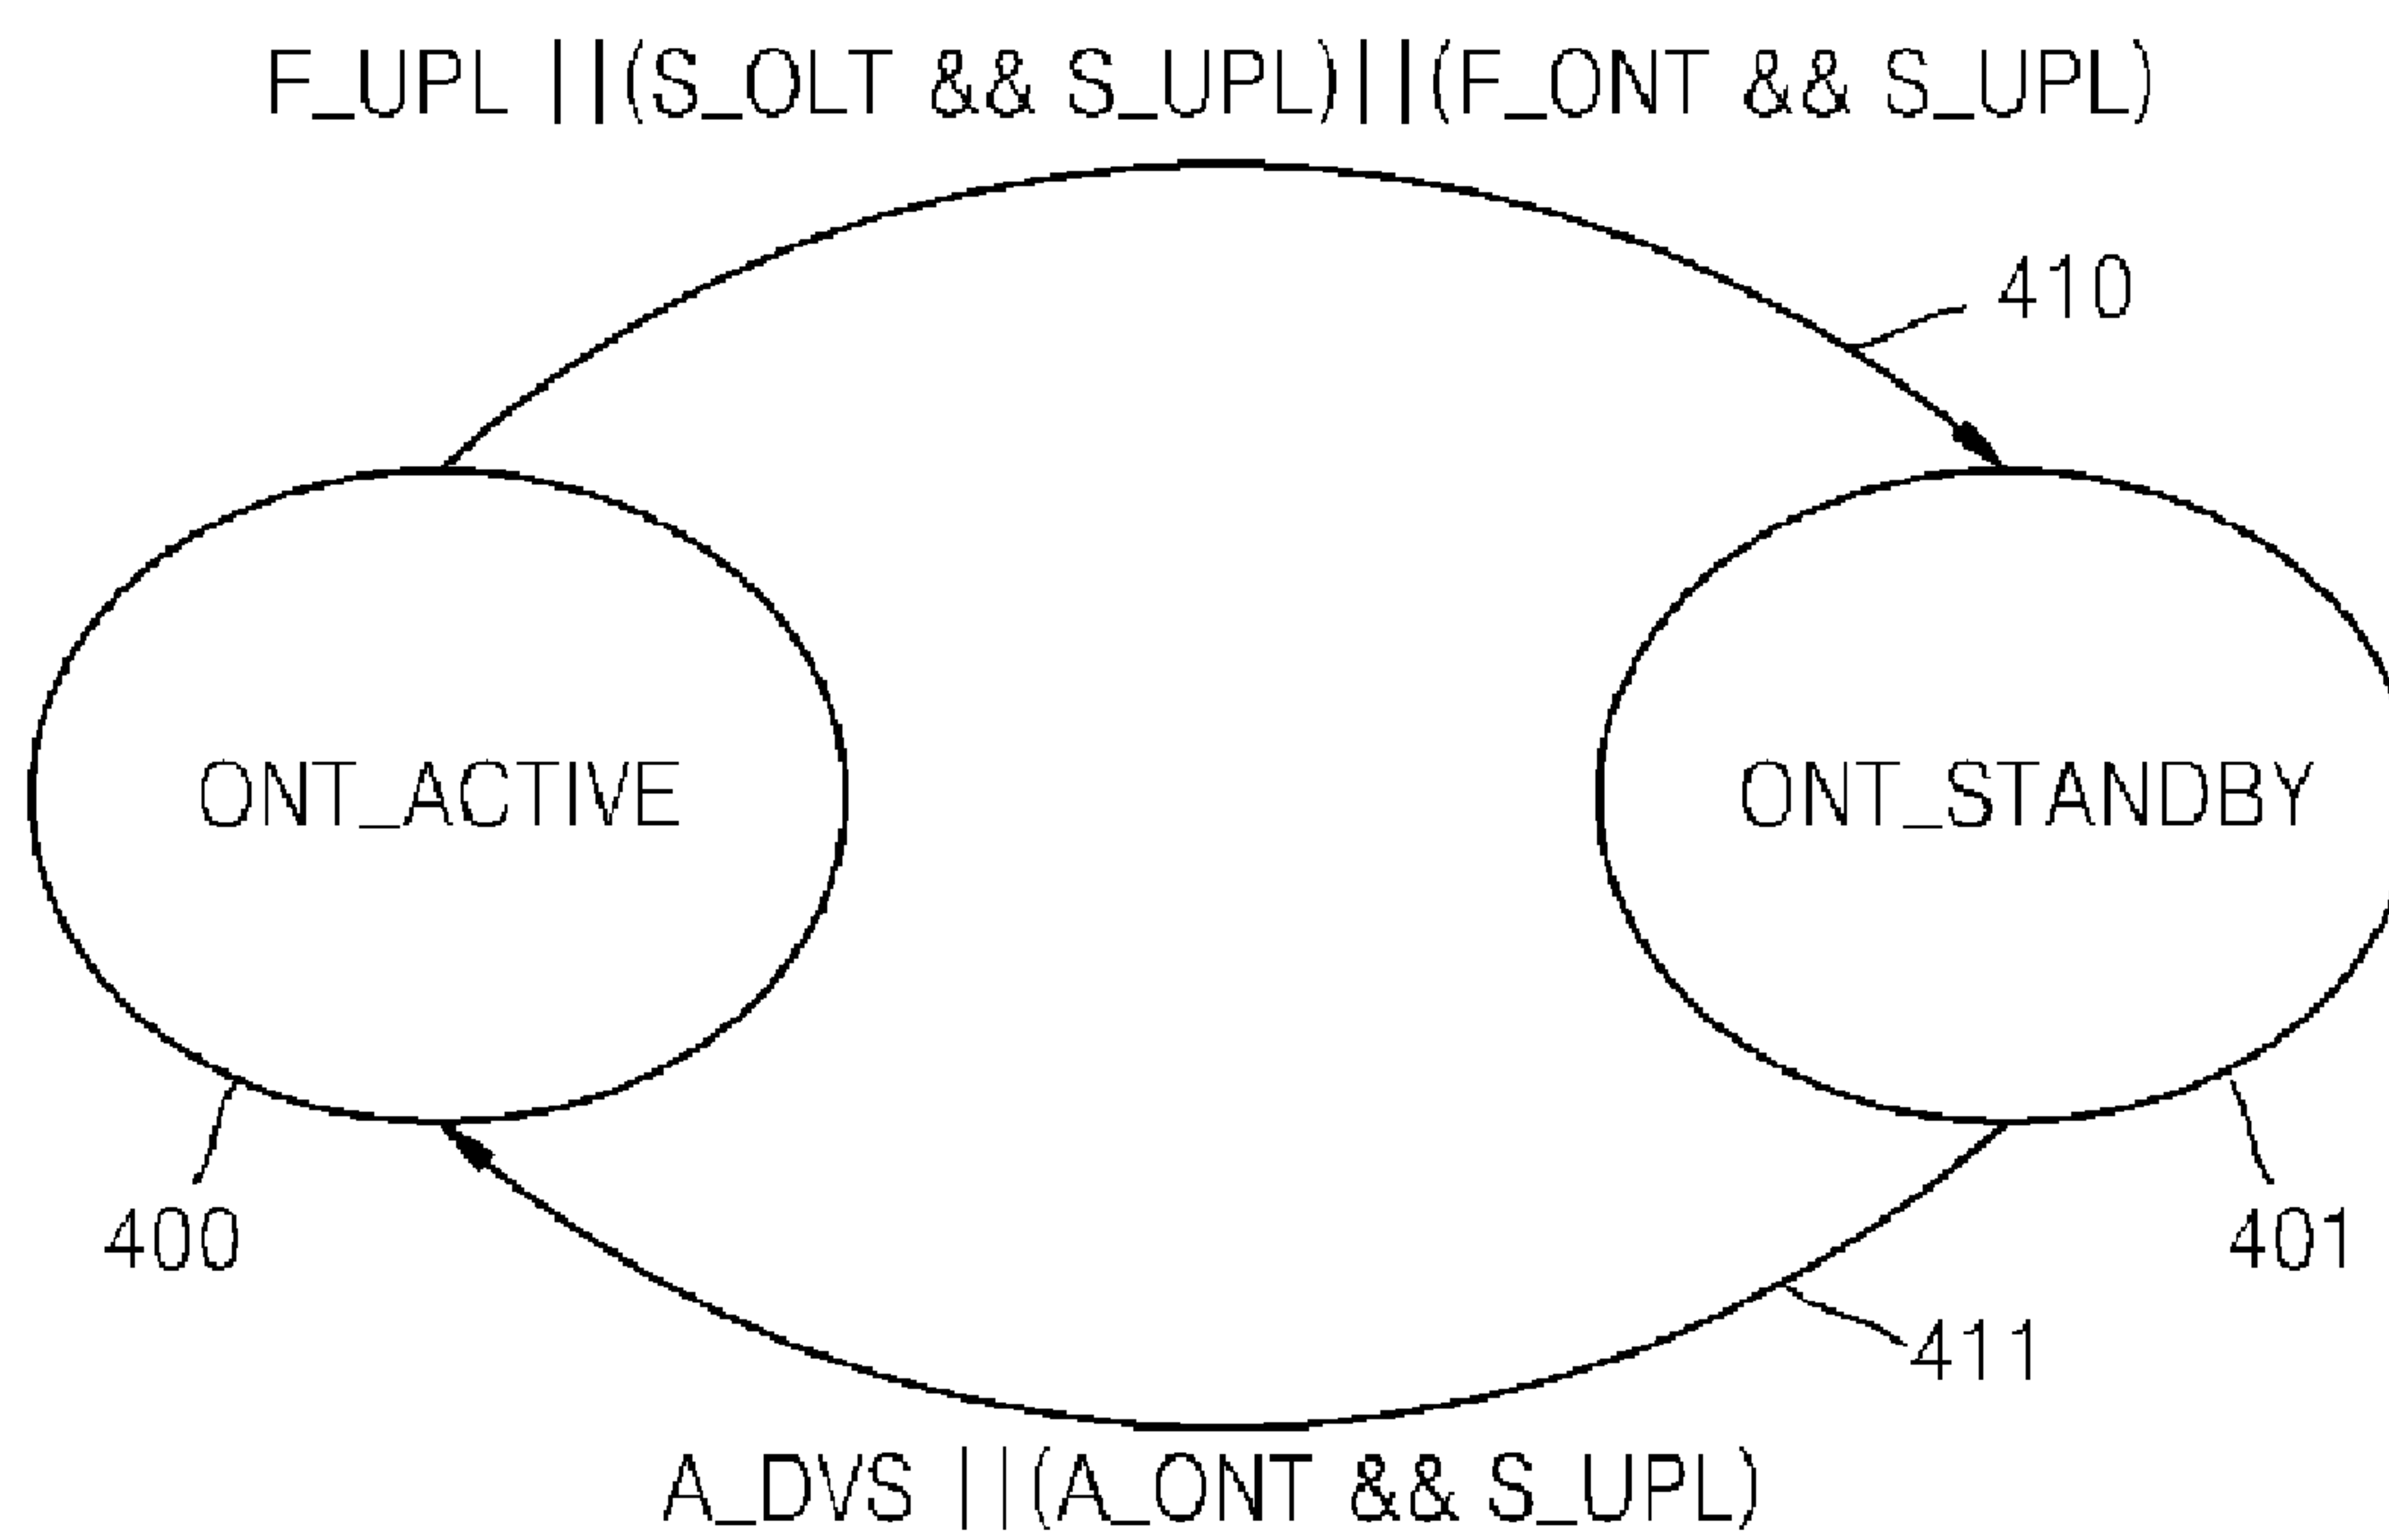 F_UPL ||(S_OLT && S_UPL)||(F_ONT && S_UPL)
410
ONT_ACTIVE
ONT_STANDBY
400
401
411
A_DVS ||(A_ONT && S_UPL)